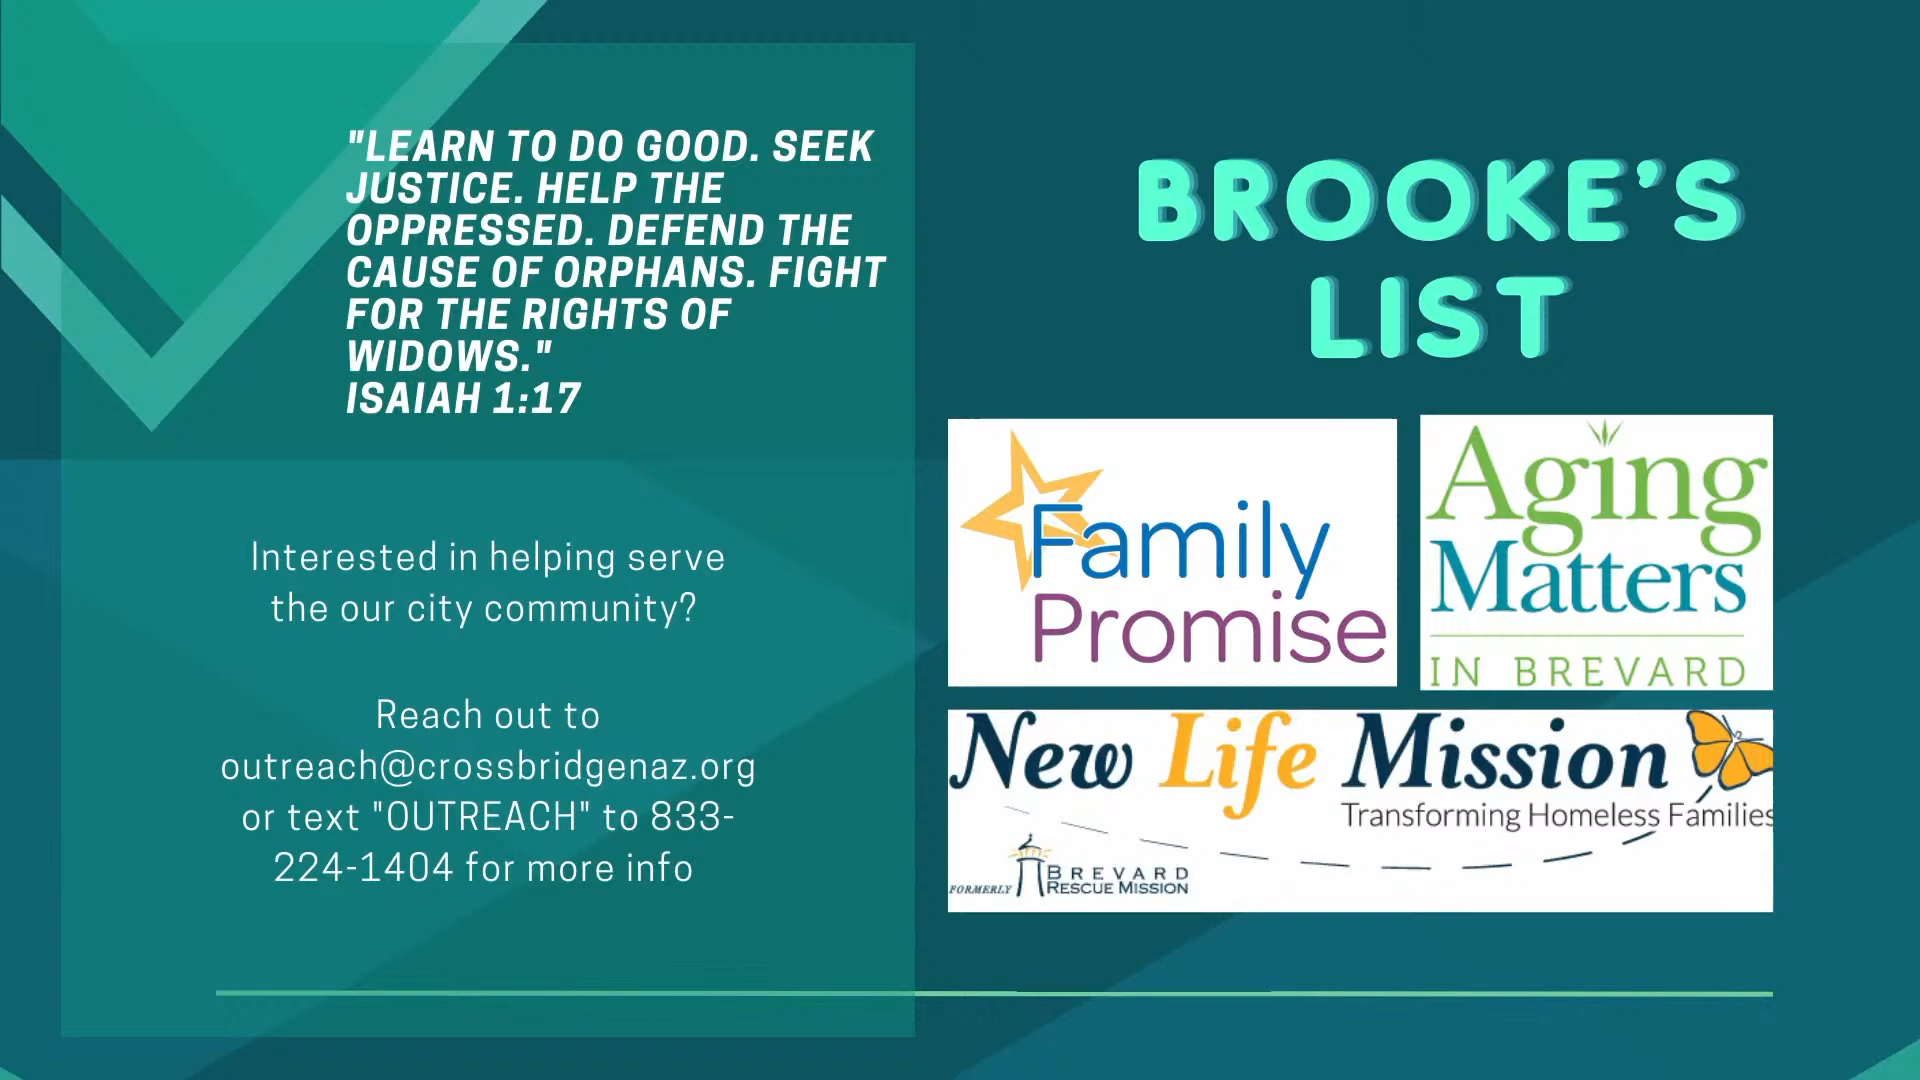 "LEARN TO DO GOOD. SEEK
JUSTICE. HELP THE
OPPRESSED. DEFEND THE
CAUSE OF ORPHANS. FIGHT
FOR THE RIGHTS OF
WIDOWS."
ISAIAH 1:17
Interested in helping serve
the our city community?
Reach out to
outreach@crossbridgenaz.org
or text "OUTREACH" to 833-
224-1404 for more info
BROOKE'S
LIST
Family
Promise
Aging
Matters
IN BREVARD
New Life Mission
Transforming Homeless Families
FORMERLY BREVARD
RESCUE MISSION